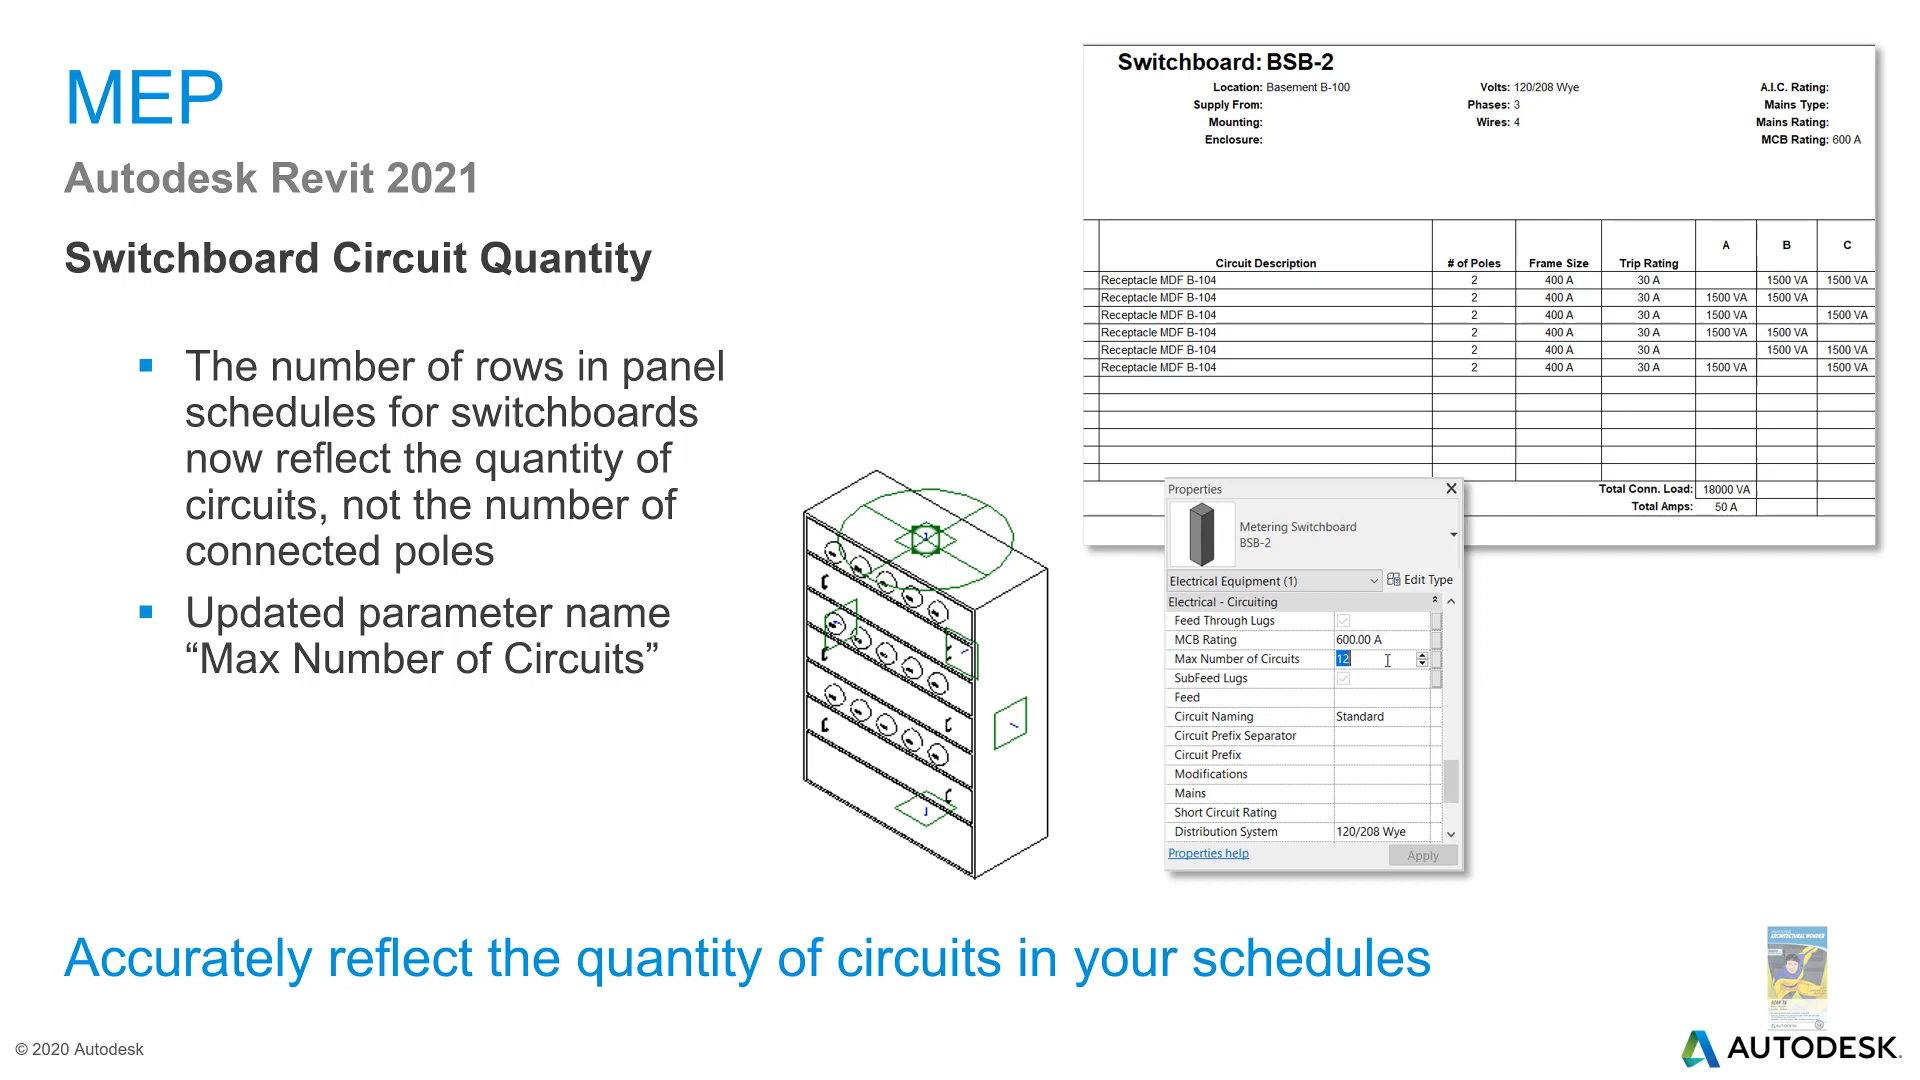 MEP
Autodesk Revit 2021
Switchboard Circuit Quantity
▪ The number of rows in panel
schedules for switchboards
now reflect the quantity of
circuits, not the number of
connected poles
▪ Updated parameter name
“Max Number of Circuits”
Switchboard: BSB-2
Location: Basement B-100 Volts: 120/208 Wye A.I.C. Rating:
Supply From: Phases: 3 Mains Type:
Mounting: Wires: 4 Mains Rating:
Enclosure: MCB Rating: 600 A
A B C
Circuit Description # of Poles Frame Size Trip Rating
Receptacle MDF B-104 2 400 A 30 A 1500 VA 1500 VA
Receptacle MDF B-104 2 400 A 30 A 1500 VA 1500 VA
Receptacle MDF B-104 2 400 A 30 A 1500 VA 1500 VA
Receptacle MDF B-104 2 400 A 30 A 1500 VA 1500 VA
Receptacle MDF B-104 2 400 A 30 A 1500 VA 1500 VA
Receptacle MDF B-104 2 400 A 30 A 1500 VA 1500 VA
Total Conn. Load: 18000 VA
Total Amps: 50 A
Properties
Metering Switchboard
BSB-2
Electrical Equipment (1) Edit Type
Electrical - Circuiting
Feed Through Lugs
MCB Rating 600.00 A
Max Number of Circuits 12
SubFeed Lugs
Feed
Circuit Naming Standard
Circuit Prefix Separator
Circuit Prefix
Modifications
Mains
Short Circuit Rating
Distribution System 120/208 Wye
Properties help Apply
Accurately reflect the quantity of circuits in your schedules
ARCHITECTURAL WONDER
© 2020 Autodesk
AUTODESK.